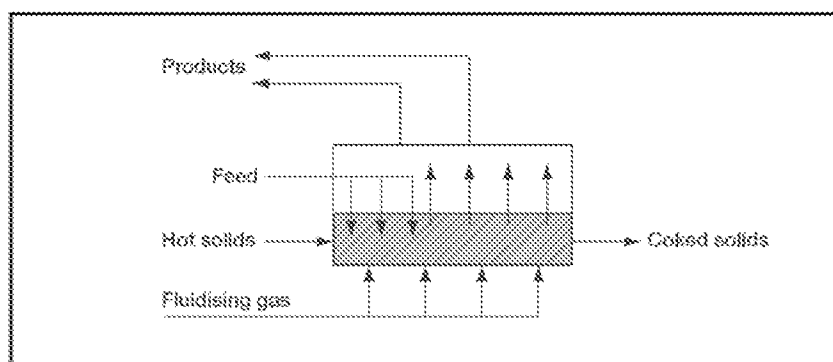 Products
Feed
Hot solids
Coked solids
Fluidising gas